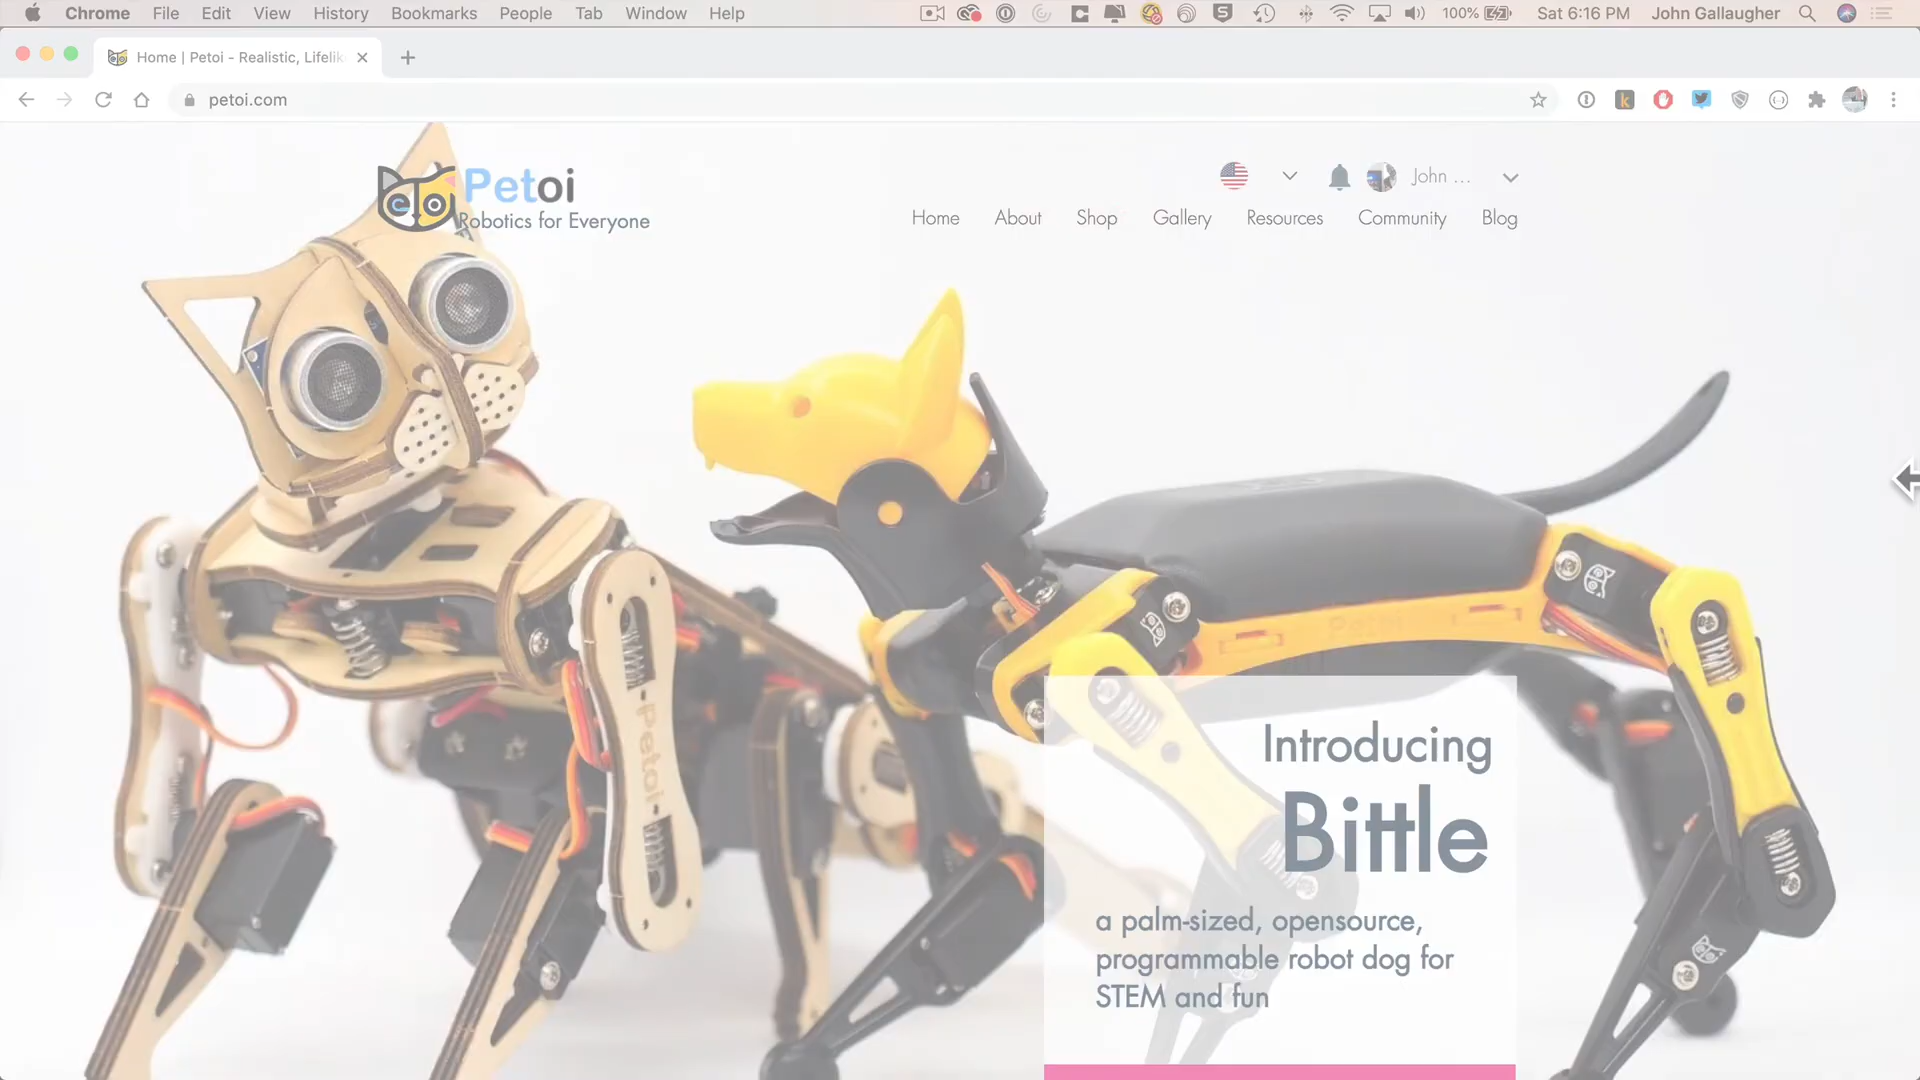 Chrome File Edit View History Bookmarks People Tab Window Help
100% Sat 6:16 PM John Gallaugher
Home | Petoi - Realistic, Lifelik
petoi.com
Petoi
Robotics for Everyone
John ...
Home About Shop Gallery Resources Community Blog
petoi
Introducing
Bittle
a palm-sized, opensource,
programmable robot dog for
STEM and fun